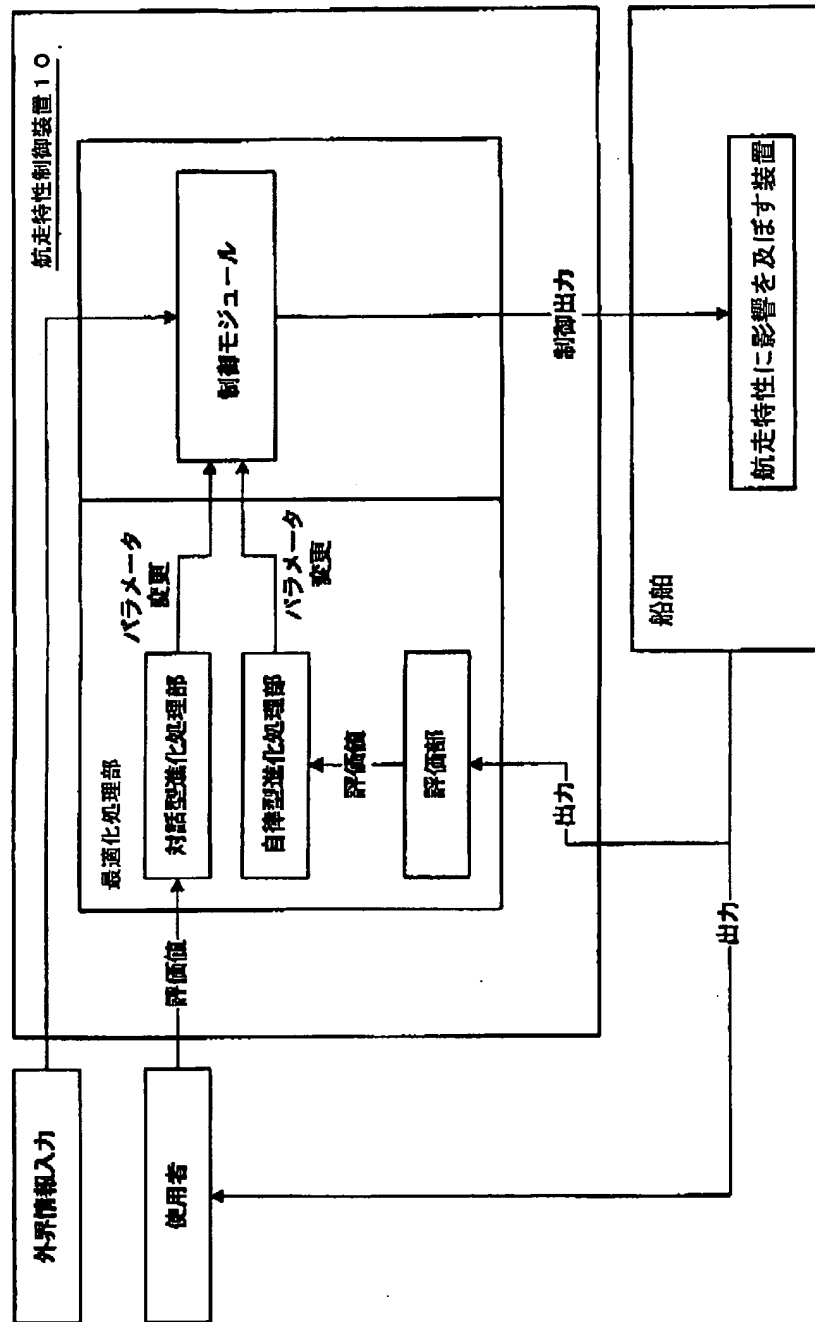 外界情報入力
使用者
評価値
航走特性制御装置１０
最適化処理部
対話型進化処理部
自律型進化処理部
評価値
評価部
パラメータ
変更
パラメータ
変更
制御モジュール
制御出力
出力
出力
船舶
航走特性に影響を及ぼす装置